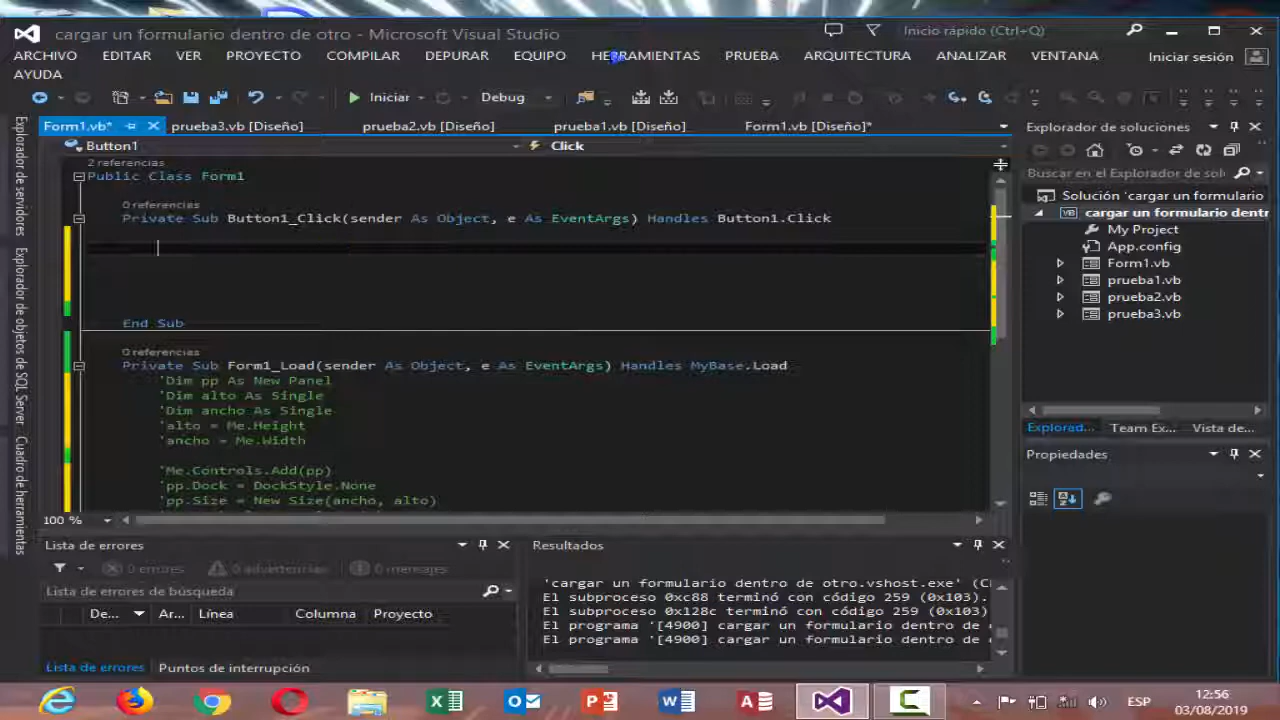 cargar un formulario dentro de otro - Microsoft Visual Studio
Inicio rápido (Ctrl+Q)
ARCHIVO EDITAR VER PROYECTO COMPILAR DEPURAR EQUIPO HERRAMIENTAS PRUEBA ARQUITECTURA ANALIZAR VENTANA Iniciar sesión
AYUDA
Iniciar Debug
Form1.vb* prueba3.vb [Diseño] prueba2.vb [Diseño] prueba1.vb [Diseño] Form1.vb [Diseño]*
Button1 Click
2 referencias
Public Class Form1
0 referencias
Private Sub Button1_Click(sender As Object, e As EventArgs) Handles Button1.Click
End Sub
0 referencias
Private Sub Form1_Load(sender As Object, e As EventArgs) Handles MyBase.Load
'Dim pp As New Panel
'Dim alto As Single
'Dim ancho As Single
'alto = Me.Height
'ancho = Me.Width
'Me.Controls.Add(pp)
'pp.Dock = DockStyle.None
'pp.Size = New Size(ancho, alto)
100 %
Explorador de servidores
Explorador de objetos de SQL Server
Cuadro de herramientas
Explorador de soluciones
Buscar en el Explorador de sol
Solución 'cargar un formulario
cargar un formulario dentr
My Project
App.config
Form1.vb
prueba1.vb
prueba2.vb
prueba3.vb
Explorad... Team Ex... Vista de...
Propiedades
Lista de errores
0 errores 0 advertencias 0 mensajes
Lista de errores de búsqueda
De... Ar... Línea Columna Proyecto
Lista de errores Puntos de interrupción
Resultados
'cargar un formulario dentro de otro.vshost.exe' (C
El subproceso 0xc88 terminó con código 259 (0x103).
El subproceso 0x128c terminó con código 259 (0x103)
El programa '[4900] cargar un formulario dentro de
El programa '[4900] cargar un formulario dentro de
ESP
12:56
03/08/2019